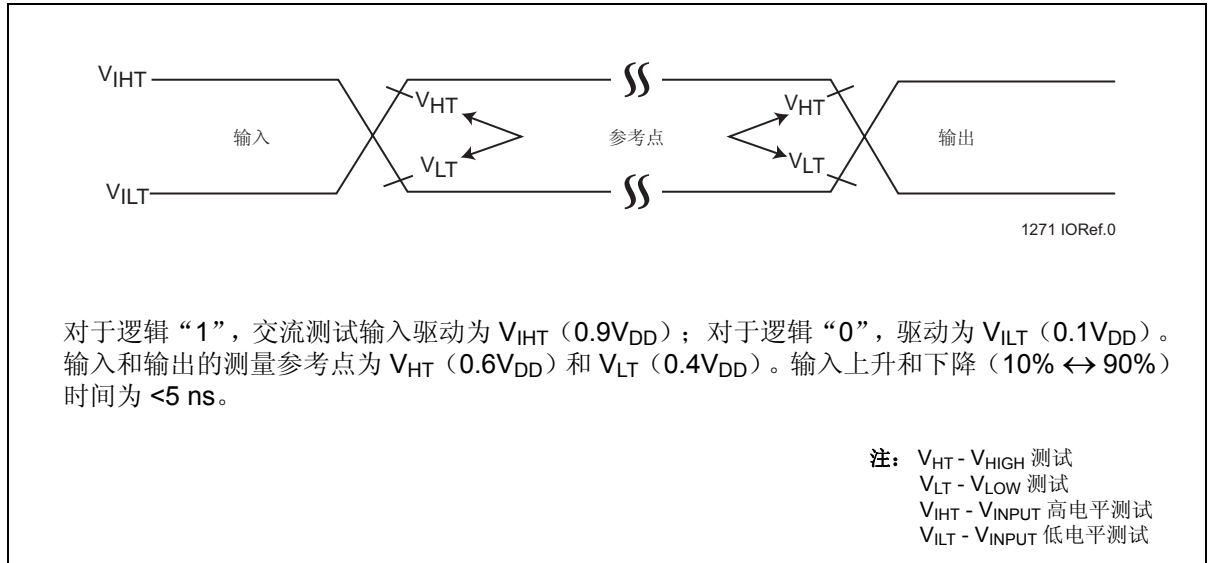 VIHT
VHT
VHT
输入
参考点
输出
VLT
VLT
VILT
1271 IORef.0
对于逻辑“1”，交流测试输入驱动为 VIHT（0.9VDD）；对于逻辑“0”，驱动为 VILT（0.1VDD）。
输入和输出的测量参考点为 VHT（0.6VDD）和 VLT（0.4VDD）。输入上升和下降（10% ↔ 90%）
时间为 <5 ns。
注： VHT - VHIGH 测试
VLT - VLOW 测试
VIHT - VINPUT 高电平测试
VILT - VINPUT 低电平测试